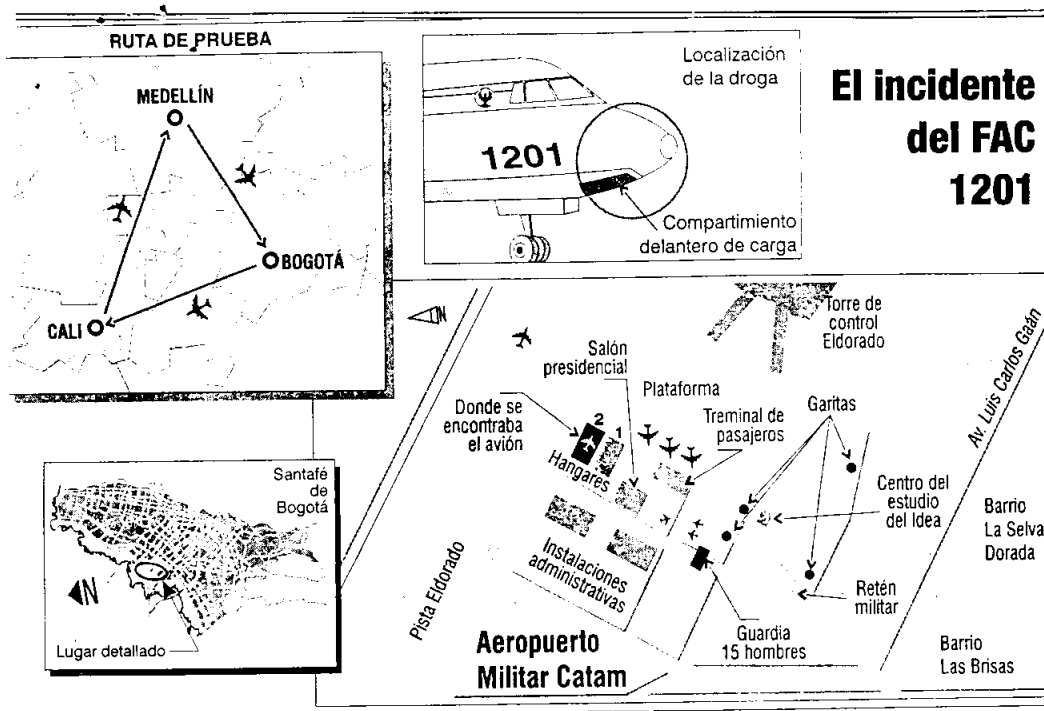 RUTA DE PRUEBA
MEDELLÍN
BOGOTÁ
CALI
Localización
de la droga
1201
Compartimiento
delantero de carga
El incidente
del FAC
1201
Santafé
de
Bogotá
N
Lugar detallado
N
Torre de
control
Eldorado
Salón
presidencial
Plataforma
Donde se
encontraba
el avión
2
1
Hangares
Treminal de
pasajeros
Garitas
Av. Luis Carlos Gaán
Centro del
estudio
del Idea
Barrio
La Selva
Dorada
Instalaciones
administrativas
Pista Eldorado
Retén
militar
Guardia
15 hombres
Aeropuerto
Militar Catam
Barrio
Las Brisas